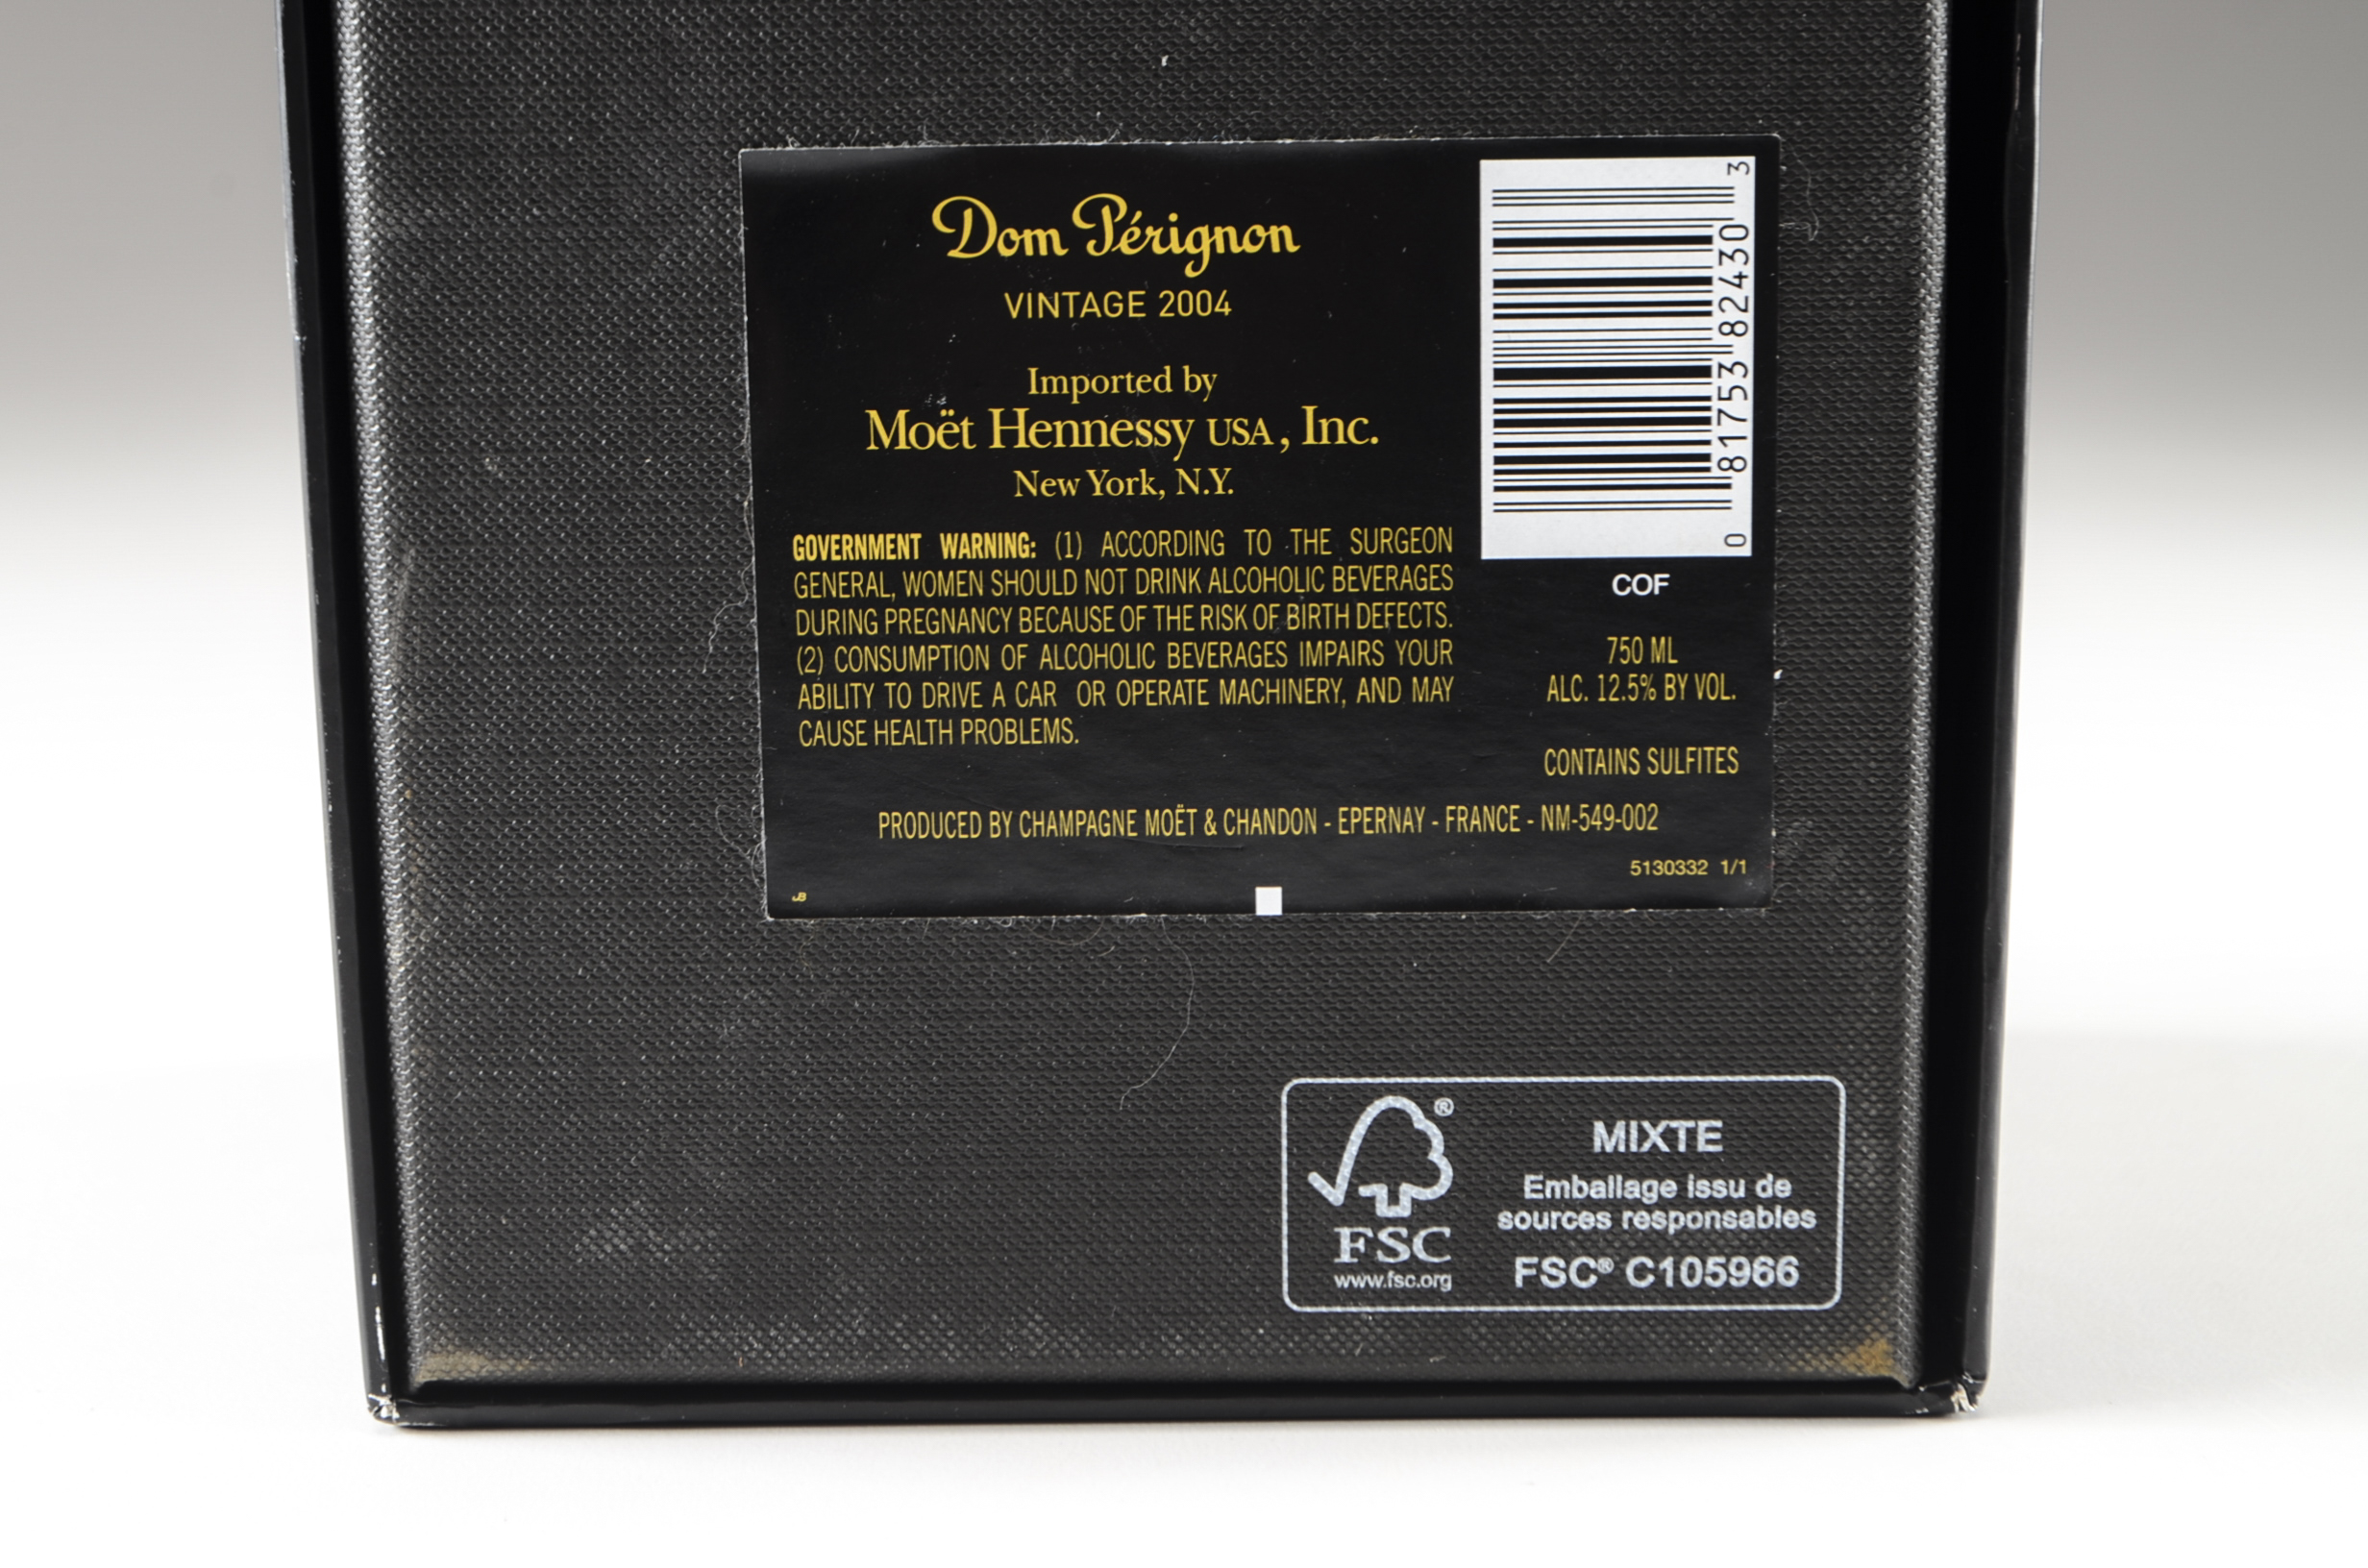 Dom Pérignon
VINTAGE 2004
Imported by
Moët Hennessy USA, Inc.
New York, N.Y.
GOVERNMENT WARNING: (1) ACCORDING TO THE SURGEON
GENERAL, WOMEN SHOULD NOT DRINK ALCOHOLIC BEVERAGES
DURING PREGNANCY BECAUSE OF THE RISK OF BIRTH DEFECTS.
(2) CONSUMPTION OF ALCOHOLIC BEVERAGES IMPAIRS YOUR
ABILITY TO DRIVE A CAR OR OPERATE MACHINERY, AND MAY
CAUSE HEALTH PROBLEMS.
0 81753 82430 3
COF
750 ML
ALC. 12.5% BY VOL.
CONTAINS SULFITES
PRODUCED BY CHAMPAGNE MOËT & CHANDON - EPERNAY - FRANCE - NM-549-002
5130332 1/1
JB
FSC
www.fsc.org
MIXTE
Emballage issu de
sources responsables
FSC® C105966